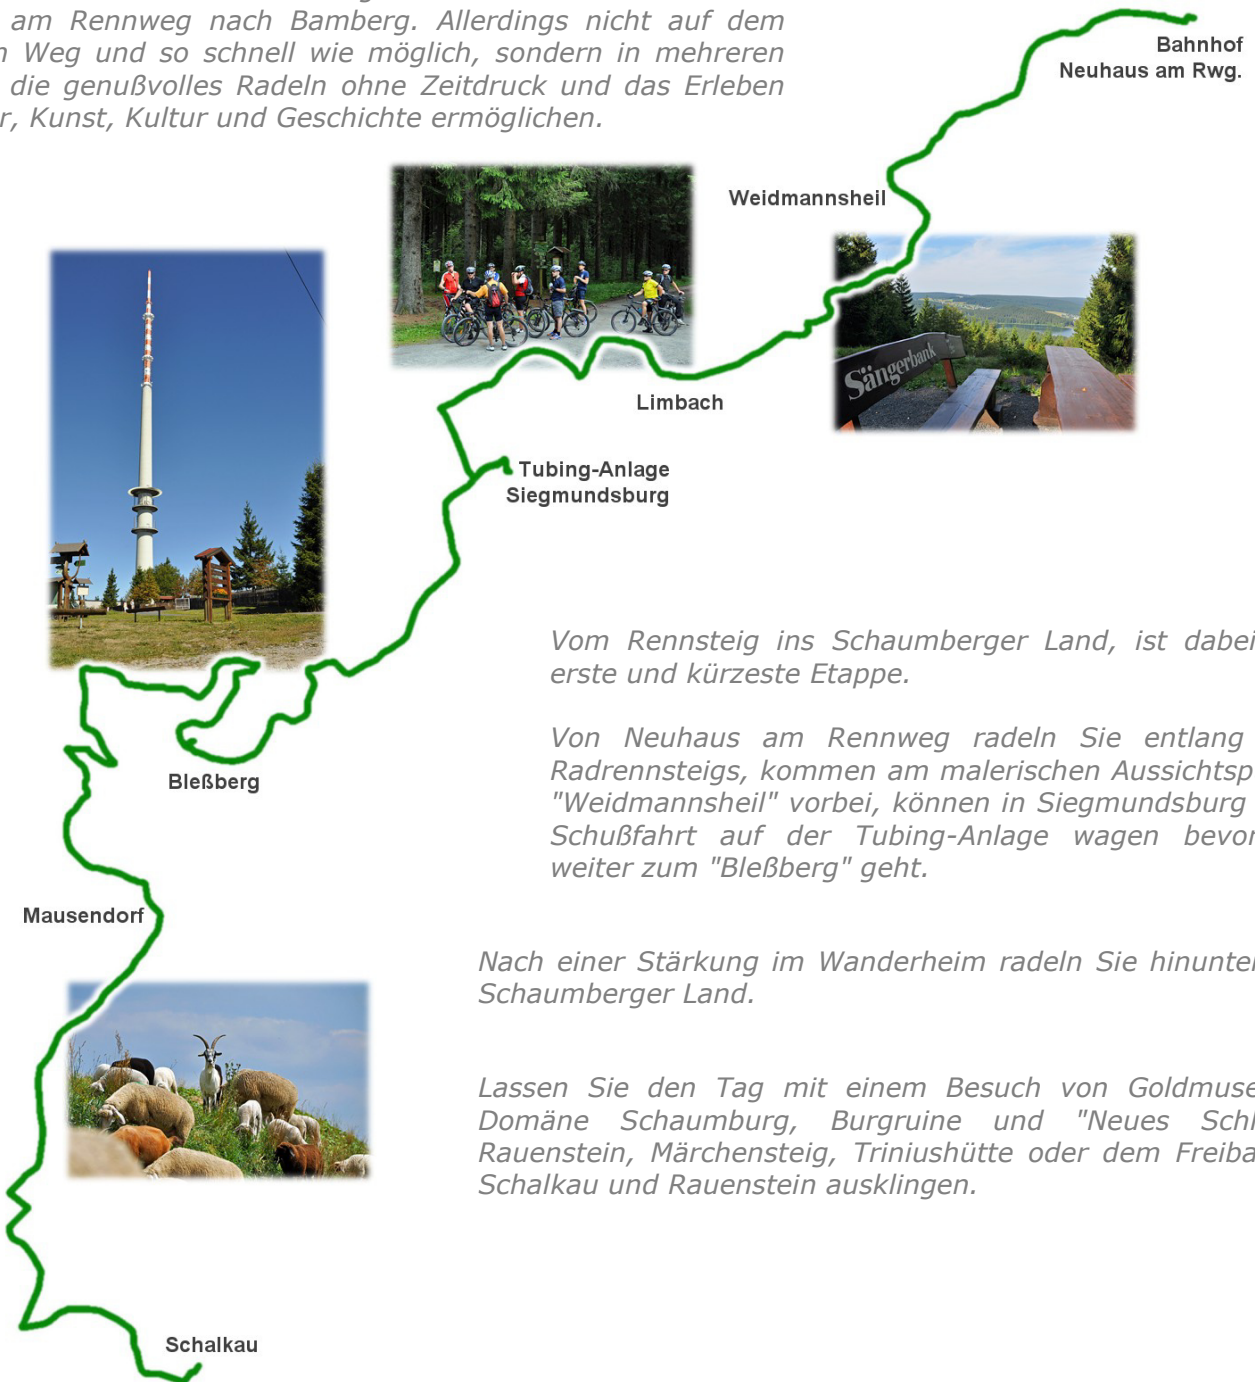 am Rennweg nach Bamberg. Allerdings nicht auf dem
Weg und so schnell wie möglich, sondern in mehreren
die genußvolles Radeln ohne Zeitdruck und das Erleben
Kunst, Kultur und Geschichte ermöglichen.
Bahnhof
Neuhaus am Rwg.
Weidmannsheil
Sängerbank
Limbach
Tubing-Anlage
Siegmundsburg
Vom Rennsteig ins Schaumberger Land, ist dabei
erste und kürzeste Etappe.
Von Neuhaus am Rennweg radeln Sie entlang
Radrennsteigs, kommen am malerischen Aussichtsp
"Weidmannsheil" vorbei, können in Siegmundsburg
Schußfahrt auf der Tubing-Anlage wagen bevor
weiter zum "Bleßberg" geht.
Bleßberg
Mausendorf
Nach einer Stärkung im Wanderheim radeln Sie hinunter
Schaumberger Land.
Lassen Sie den Tag mit einem Besuch von Goldmuse
Domäne Schaumburg, Burgruine und "Neues Schl
Rauenstein, Märchensteig, Triniushütte oder dem Freiba
Schalkau und Rauenstein ausklingen.
Schalkau